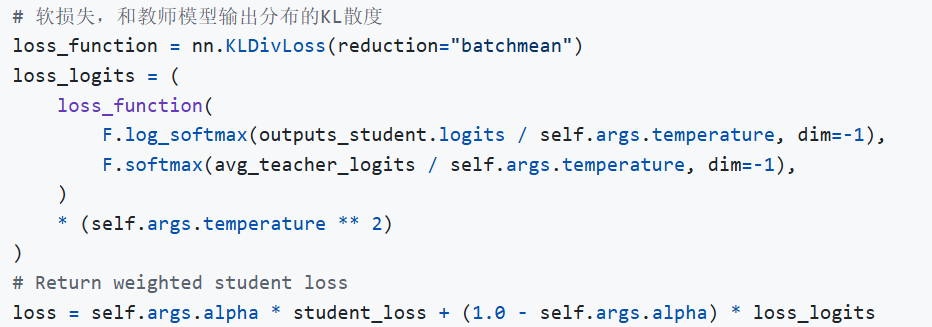 # 软损失，和教师模型输出分布的KL散度
loss_function = nn.KLDivLoss(reduction="batchmean")
loss_logits = (
    loss_function(
        F.log_softmax(outputs_student.logits / self.args.temperature, dim=-1),
        F.softmax(avg_teacher_logits / self.args.temperature, dim=-1),
    )
    * (self.args.temperature ** 2)
)
# Return weighted student loss
loss = self.args.alpha * student_loss + (1.0 - self.args.alpha) * loss_logits